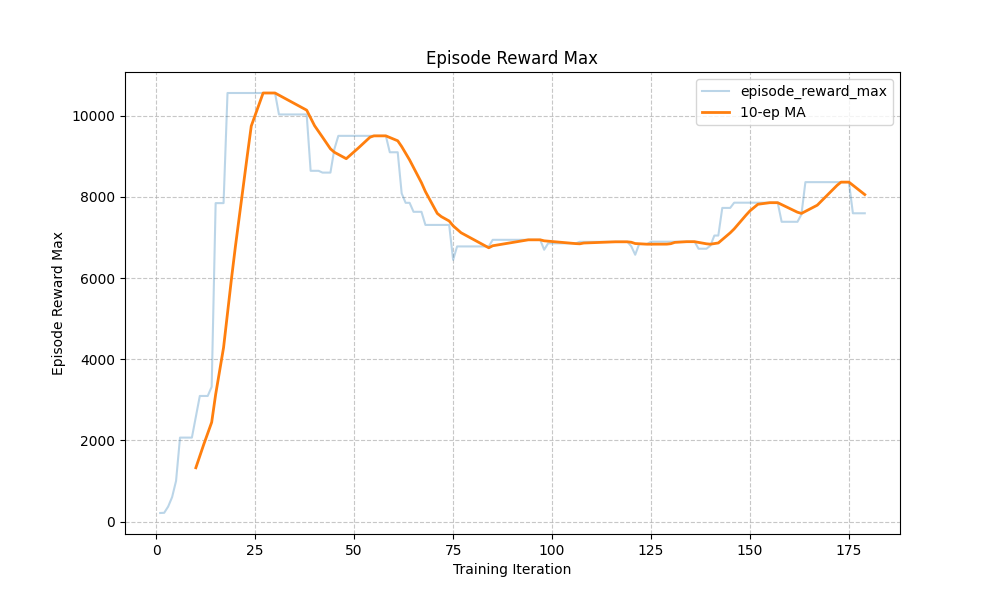 Episode Reward Max
episode_reward_max
10-ep MA
Episode Reward Max
10000
8000
6000
4000
2000
0
0 25 50 75 100 125 150 175
Training Iteration